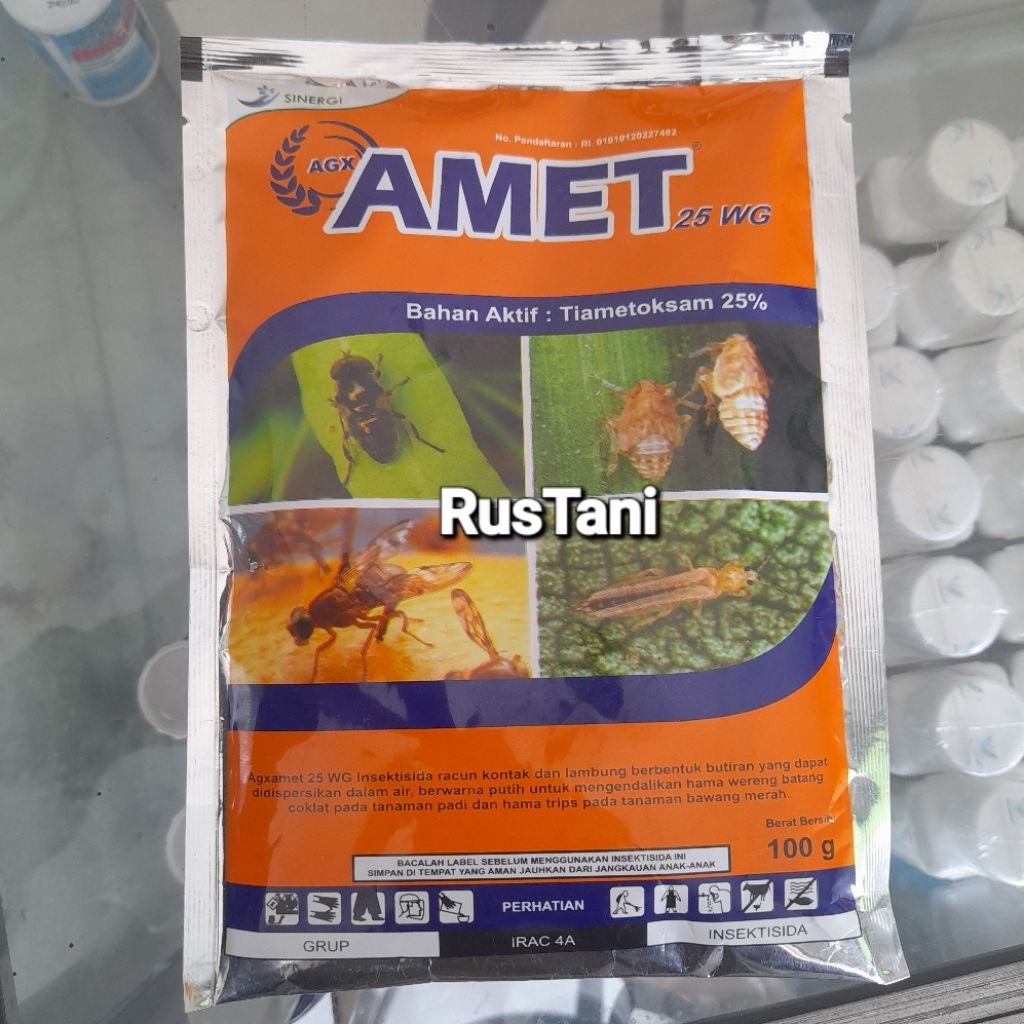 SINERGI
No. Pendaftaran : RI. 01010120227482
AGX
AMET®
25 WG
Bahan Aktif : Tiametoksam 25%
RusTani
Agxamet 25 WG Insektisida racun kontak dan lambung berbentuk butiran yang dapat
didispersikan dalam air, berwarna putih untuk mengendalikan hama wereng batang
coklat pada tanaman padi dan hama trips pada tanaman bawang merah.
Berat Bersih
100 g
BACALAH LABEL SEBELUM MENGGUNAKAN INSEKTISIDA INI
SIMPAN DI TEMPAT YANG AMAN JAUHKAN DARI JANGKAUAN ANAK-ANAK
PERHATIAN
GRUP IRAC 4A INSEKTISIDA